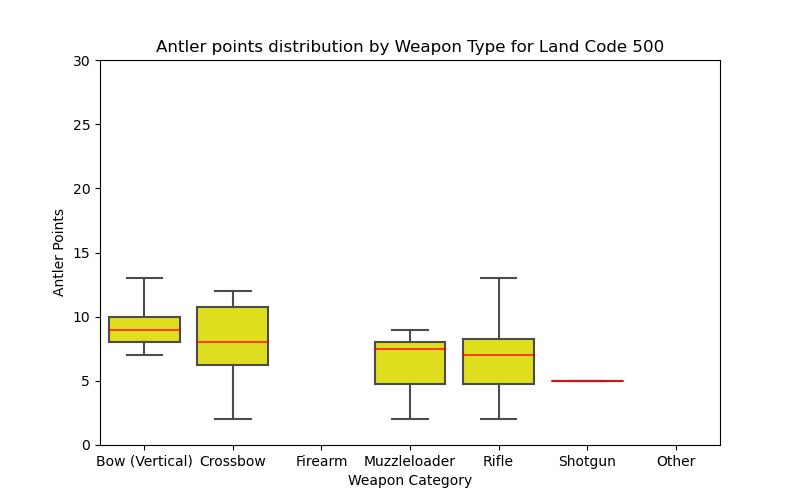 Antler points distribution by Weapon Type for Land Code 500
30
25
20
15
10
5
0
Antler Points
Bow (Vertical) Crossbow Firearm Muzzleloader Rifle Shotgun Other
Weapon Category